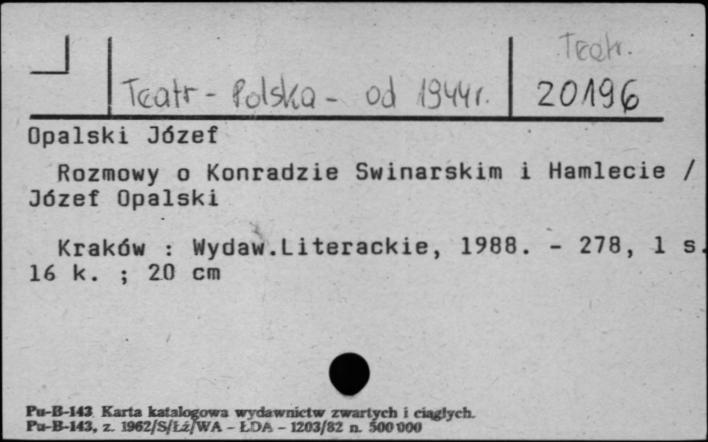 Teatr.
Teatr - Polska - od 1944r.
20196
Opalski Józef
Rozmowy o Konradzie Swinarskim i Hamlecie /
Józef Opalski
Kraków : Wydaw.Literackie, 1988. - 278, 1 s.
16 k. ; 20 cm
Pu-B-143 Karta katalogowa wydawnictw zwartych i ciągłych.
Pu-B-143, z. 1962/S/Łż/WA - ŁDA - 1203/82 n. 500 000